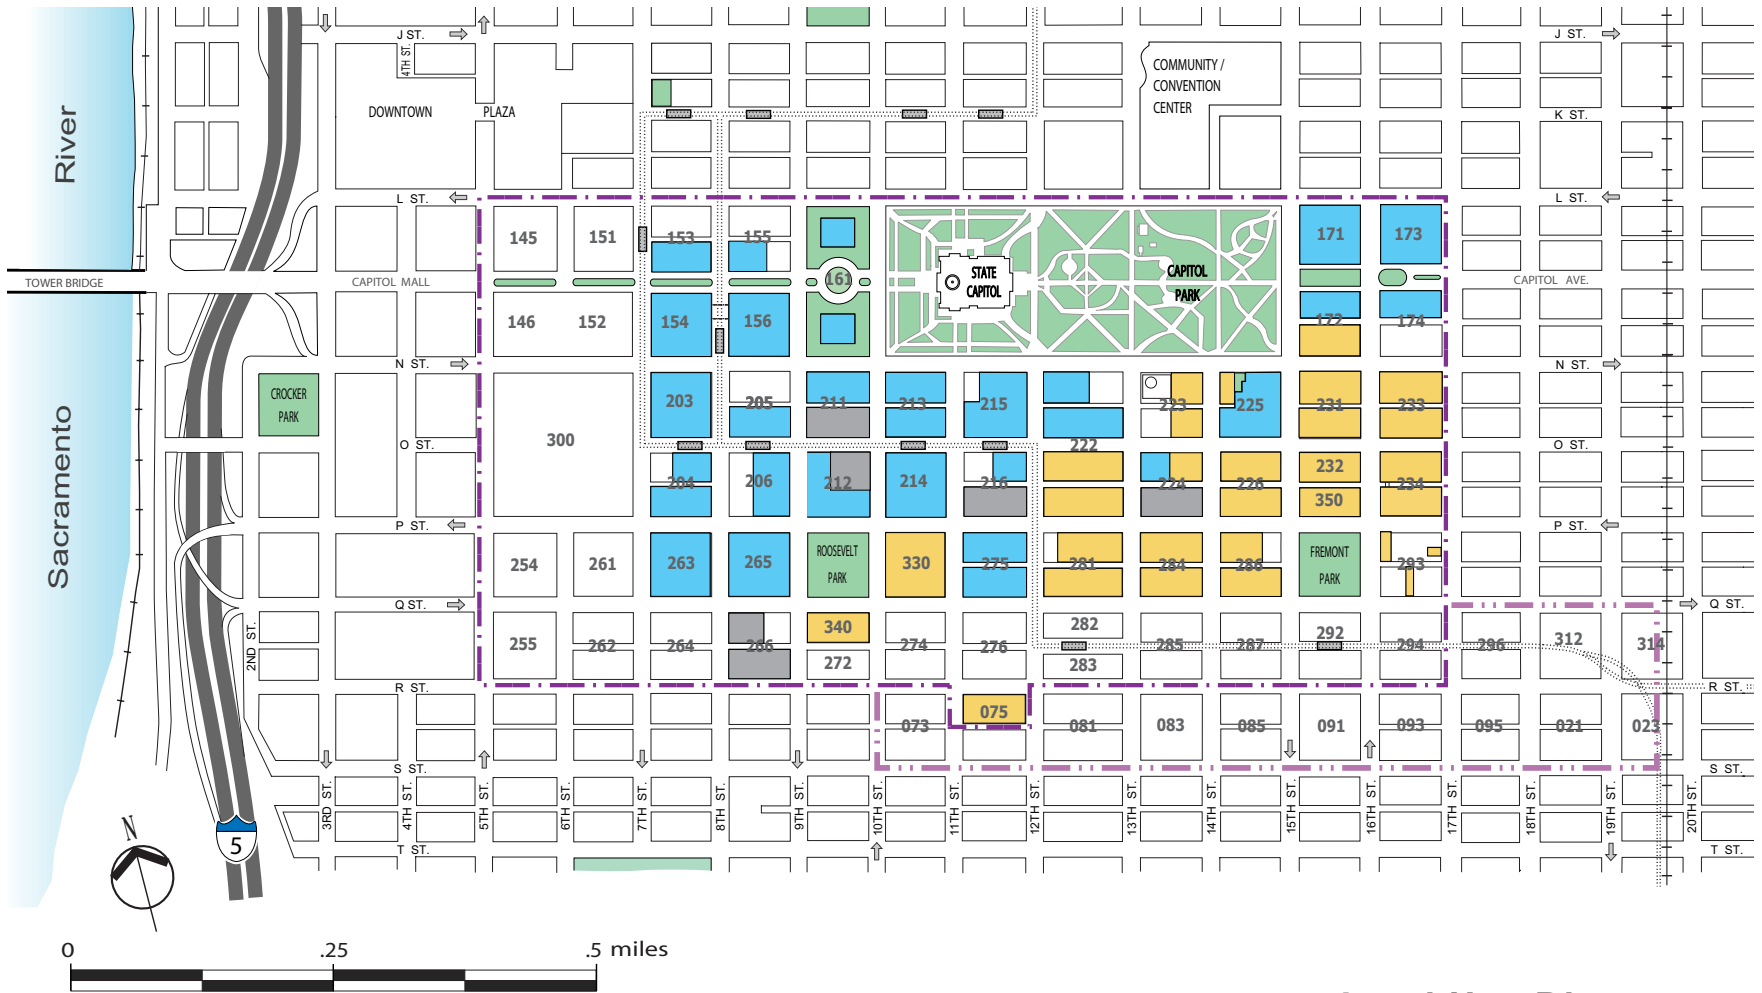 J ST.
J ST.
4TH ST.
COMMUNITY /
CONVENTION
CENTER
DOWNTOWN
PLAZA
K ST.
River
L ST.
L ST.
145
151
153
155
171
173
161
STATE
CAPITOL
CAPITOL
PARK
TOWER BRIDGE
CAPITOL MALL
CAPITOL AVE.
146
152
154
156
172
174
N ST.
N ST.
CROCKER
PARK
203
205
211
213
215
223
225
231
233
300
O ST.
222
O ST.
204
206
212
214
216
224
226
232
234
350
P ST.
P ST.
Sacramento
254
261
263
265
ROOSEVELT
PARK
330
275
281
284
286
FREMONT
PARK
293
Q ST.
Q ST.
2ND ST.
255
262
264
266
340
272
274
276
282
283
285
287
292
294
296
312
314
R ST.
R ST.
073
075
081
083
085
091
093
095
021
023
S ST.
S ST.
3RD ST.
4TH ST.
5TH ST.
6TH ST.
7TH ST.
8TH ST.
9TH ST.
10TH ST.
11TH ST.
12TH ST.
13TH ST.
14TH ST.
15TH ST.
16TH ST.
17TH ST.
18TH ST.
19TH ST.
20TH ST.
N
5
T ST.
T ST.
0 .25 .5 miles